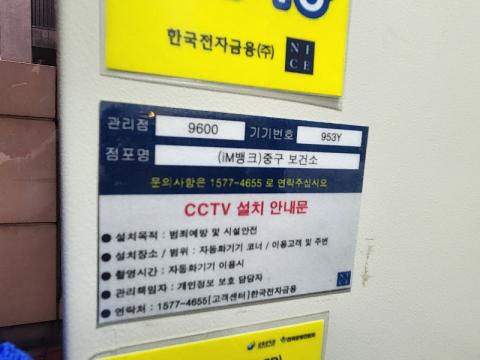 한국전자금융(주)
NICE
관리점 9600 기기번호 953Y
점포명 (iM뱅크)중구 보건소
문의사항은 1577-4655 로 연락주십시오
CCTV 설치 안내문
● 설치목적 : 범죄예방 및 시설안전
● 설치장소 / 범위 : 자동화기기 코너 / 이용고객 및 주변
● 촬영시간 : 자동화기기 이용시
● 관리책임자 : 개인정보 보호 담당자
● 연락처 : 1577-4655[고객센터]한국전자금융
NICE